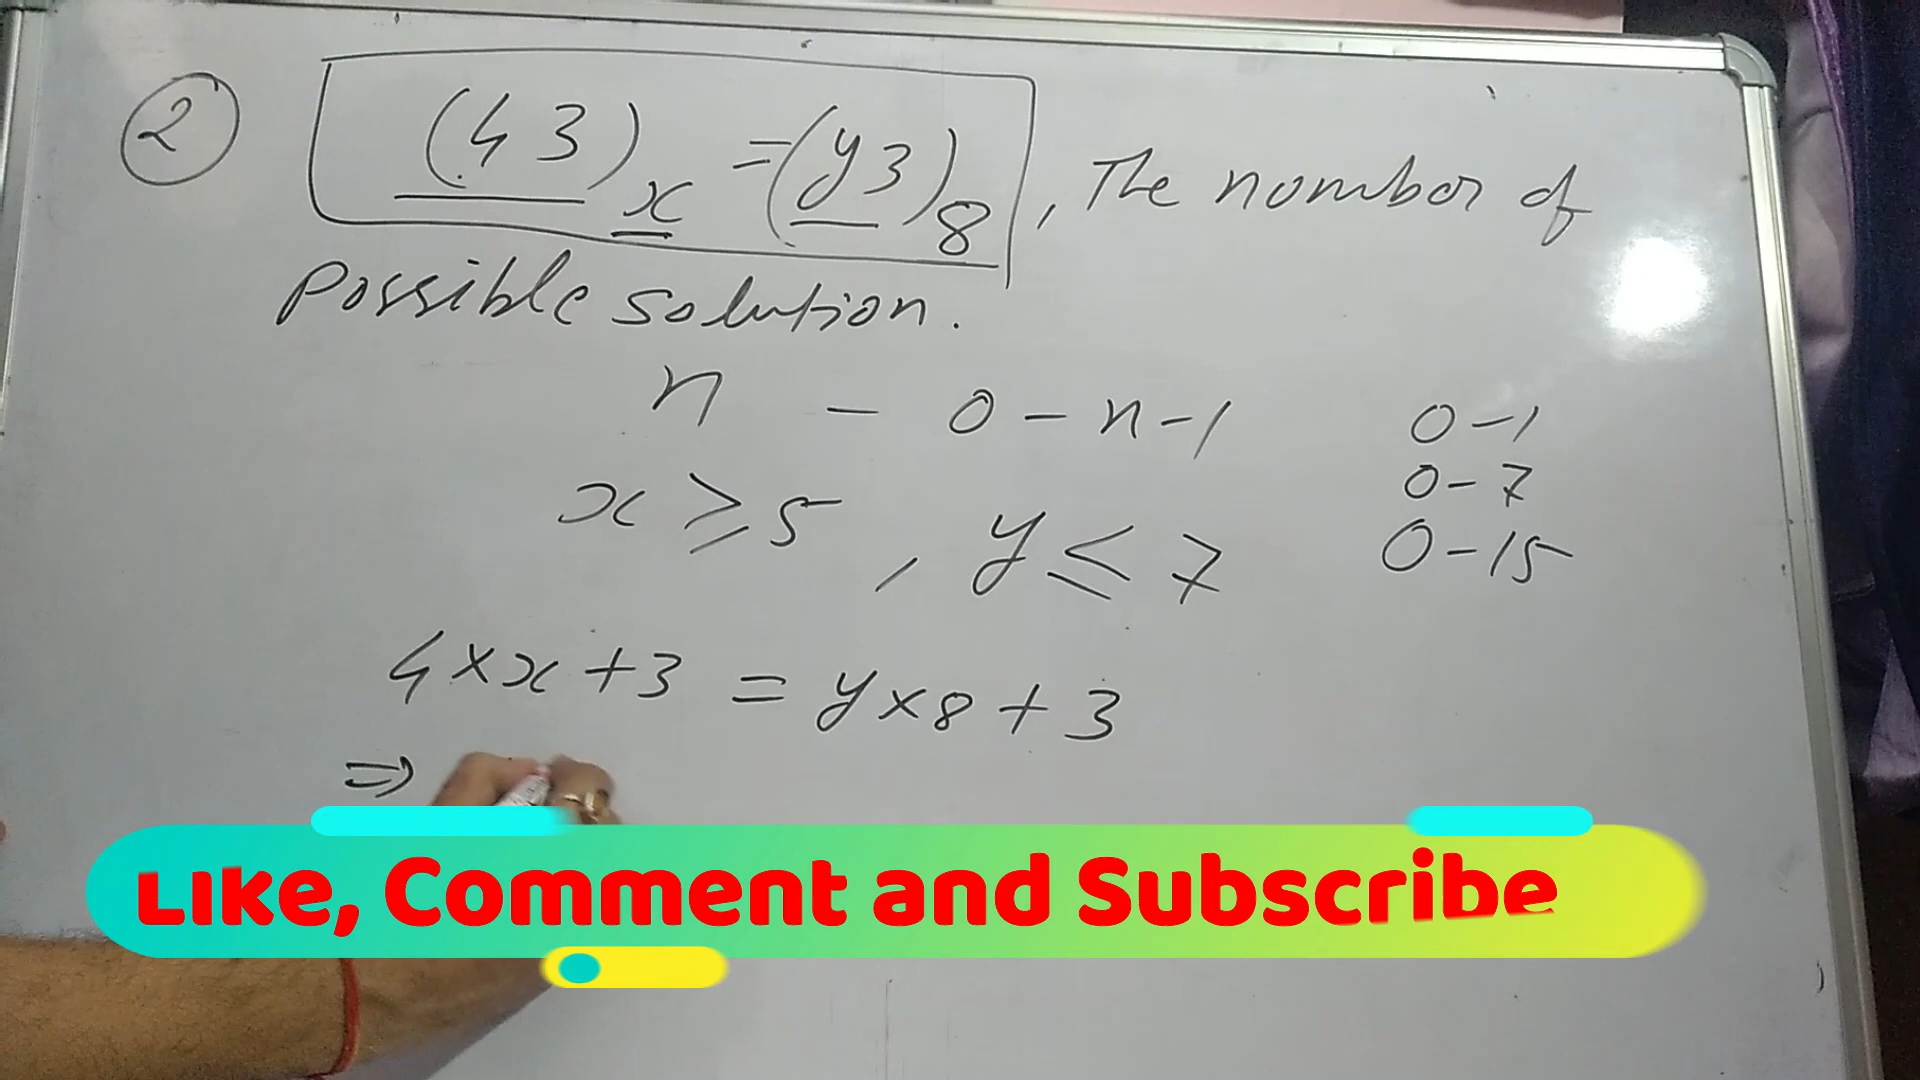 2 (43)x = (y3)8, The number of
possible solution.
n - 0 - n-1 0-1
x ≥ 5, y ≤ 7 0-7
0-15
4×x+3 = y×8+3
⇒
Like, Comment and Subscribe